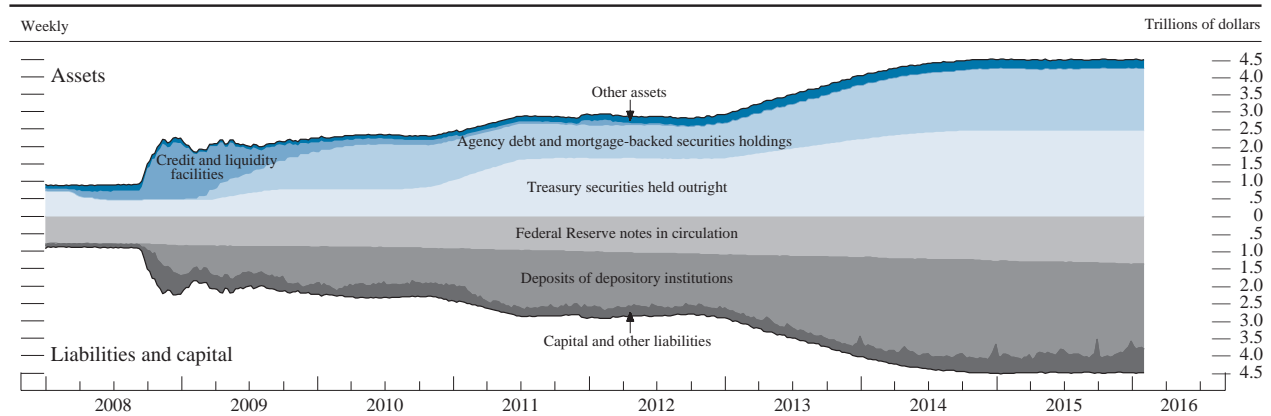 Weekly
Trillions of dollars
Assets
Other assets
Agency debt and mortgage-backed securities holdings
Credit and liquidity
facilities
Treasury securities held outright
Federal Reserve notes in circulation
Deposits of depository institutions
Capital and other liabilities
Liabilities and capital
4.5
4.0
3.5
3.0
2.5
2.0
1.5
1.0
.5
0
.5
1.0
1.5
2.0
2.5
3.0
3.5
4.0
4.5
2008 2009 2010 2011 2012 2013 2014 2015 2016